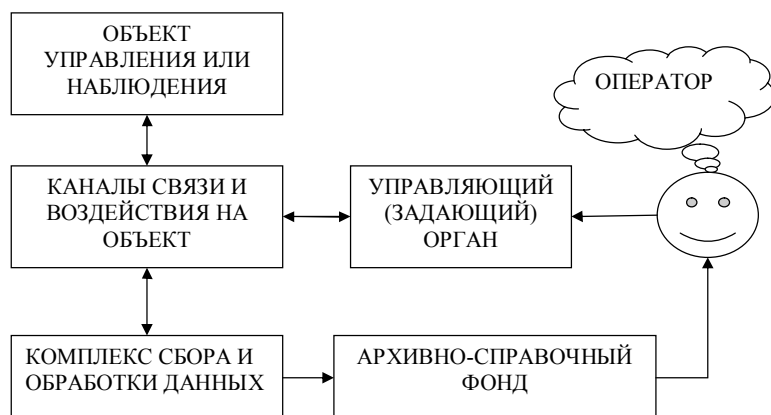 ОБЪЕКТ
УПРАВЛЕНИЯ ИЛИ
НАБЛЮДЕНИЯ
ОПЕРАТОР
КАНАЛЫ СВЯЗИ И
ВОЗДЕЙСТВИЯ НА
ОБЪЕКТ
УПРАВЛЯЮЩИЙ
(ЗАДАЮЩИЙ)
ОРГАН
КОМПЛЕКС СБОРА И
ОБРАБОТКИ ДАННЫХ
АРХИВНО-СПРАВОЧНЫЙ
ФОНД